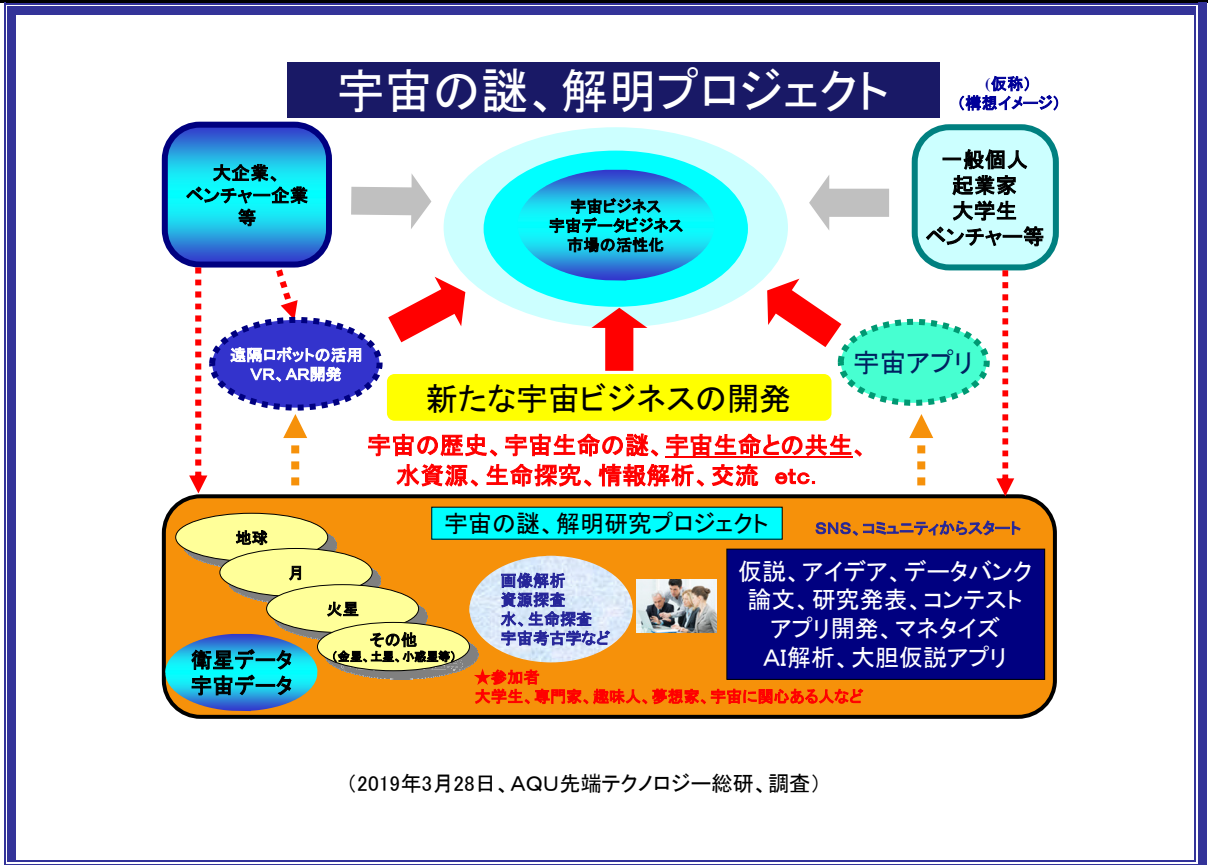 宇宙の謎、解明プロジェクト
(仮称)
(構想イメージ)
大企業、
ベンチャー企業
等
宇宙ビジネス
宇宙データビジネス
市場の活性化
一般個人
起業家
大学生
ベンチャー等
遠隔ロボットの活用
VR、AR開発
宇宙アプリ
新たな宇宙ビジネスの開発
宇宙の歴史、宇宙生命の謎、宇宙生命との共生、
水資源、生命探究、情報解析、交流 etc.
宇宙の謎、解明研究プロジェクト
SNS、コミュニティからスタート
地球
月
火星
その他
(金星、土星、小惑星等)
衛星データ
宇宙データ
画像解析
資源探査
水、生命探査
宇宙考古学など
仮説、アイデア、データバンク
論文、研究発表、コンテスト
アプリ開発、マネタイズ
AI解析、大胆仮説アプリ
★参加者
大学生、専門家、趣味人、夢想家、宇宙に関心ある人など
(2019年3月28日、AQU先端テクノロジー総研、調査)